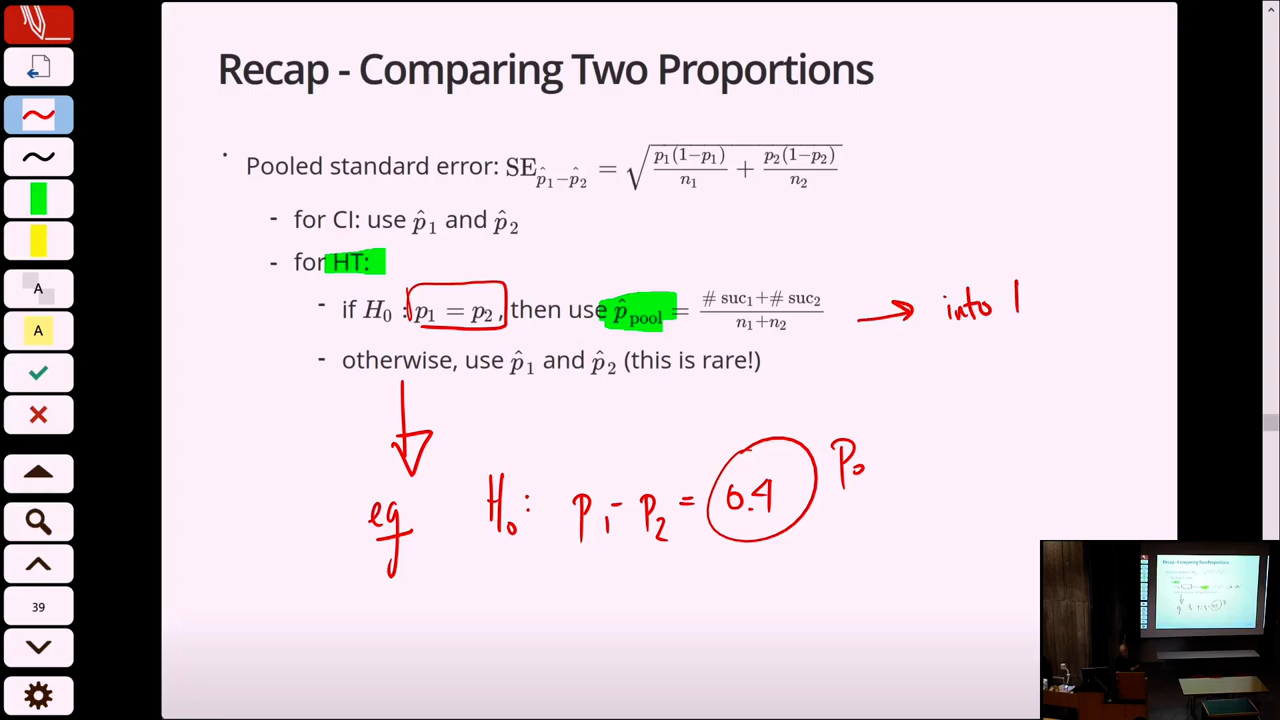 Recap - Comparing Two Proportions
· Pooled standard error: SE_{p̂₁−p̂₂} = √(p₁(1−p₁)/n₁ + p₂(1−p₂)/n₂)
- for CI: use p̂₁ and p̂₂
- for HT:
- if H₀ : p₁ = p₂, then use p̂_pool = (# suc₁+# suc₂)/(n₁+n₂) → into
- otherwise, use p̂₁ and p̂₂ (this is rare!)
eg H₀: p₁ - p₂ = 0.4 P₀
A
A
39